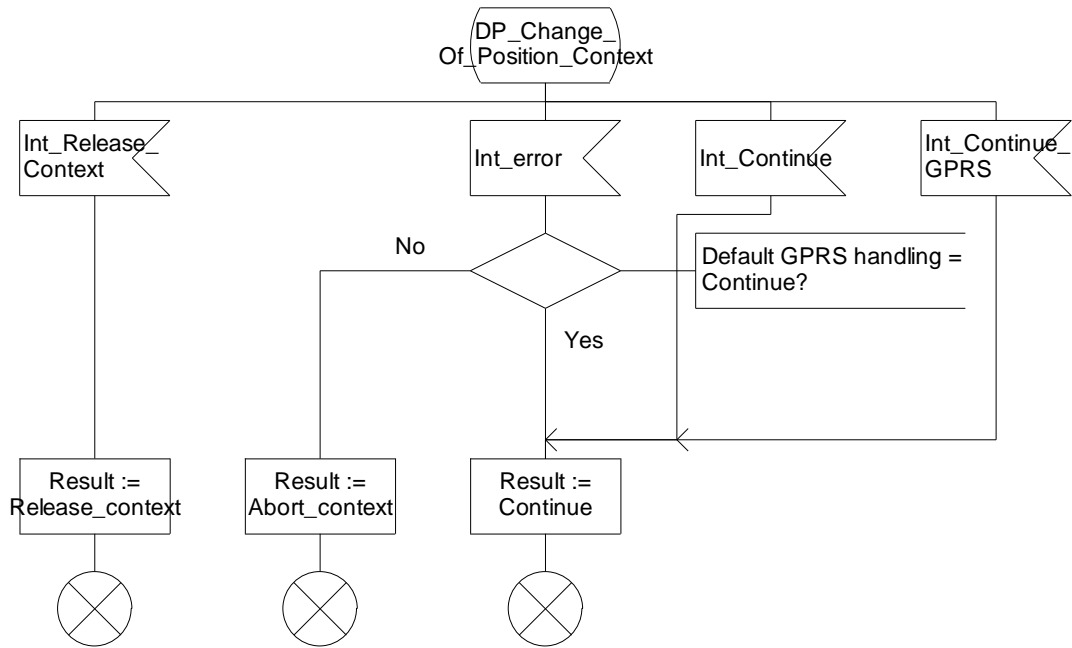 DP_Change_
Of_Position_Context
Int_Release_
Context
Int_error
Int_Continue
Int_Continue_
GPRS
No
Default GPRS handling =
Continue?
Yes
Result :=
Release_context
Result :=
Abort_context
Result :=
Continue